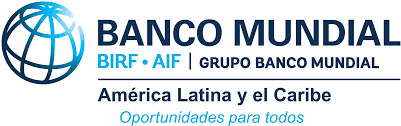 BANCO MUNDIAL
BIRF • AIF | GRUPO BANCO MUNDIAL
América Latina y el Caribe
Oportunidades para todos